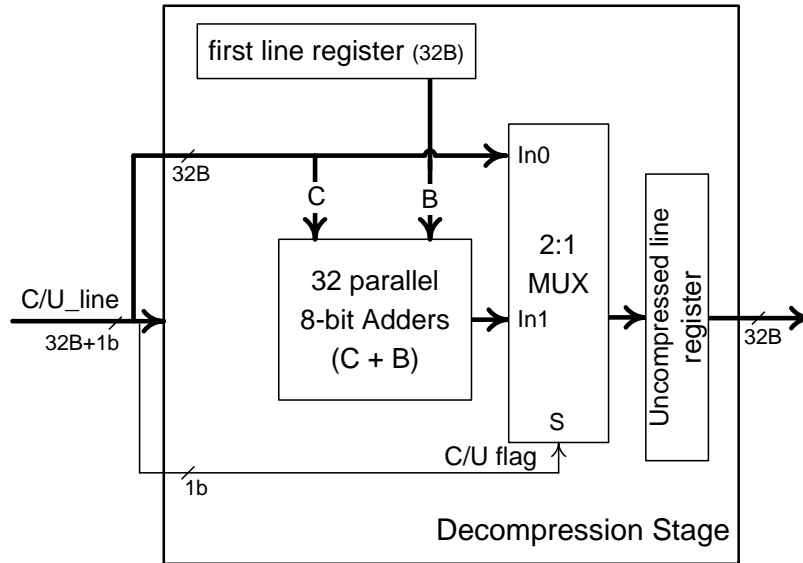 first line register (32B)
32B
In0
C
B
2:1
MUX
32 parallel
8-bit Adders
(C + B)
In1
C/U_line
32B+1b
Uncompressed line
register
32B
S
C/U flag
1b
Decompression Stage